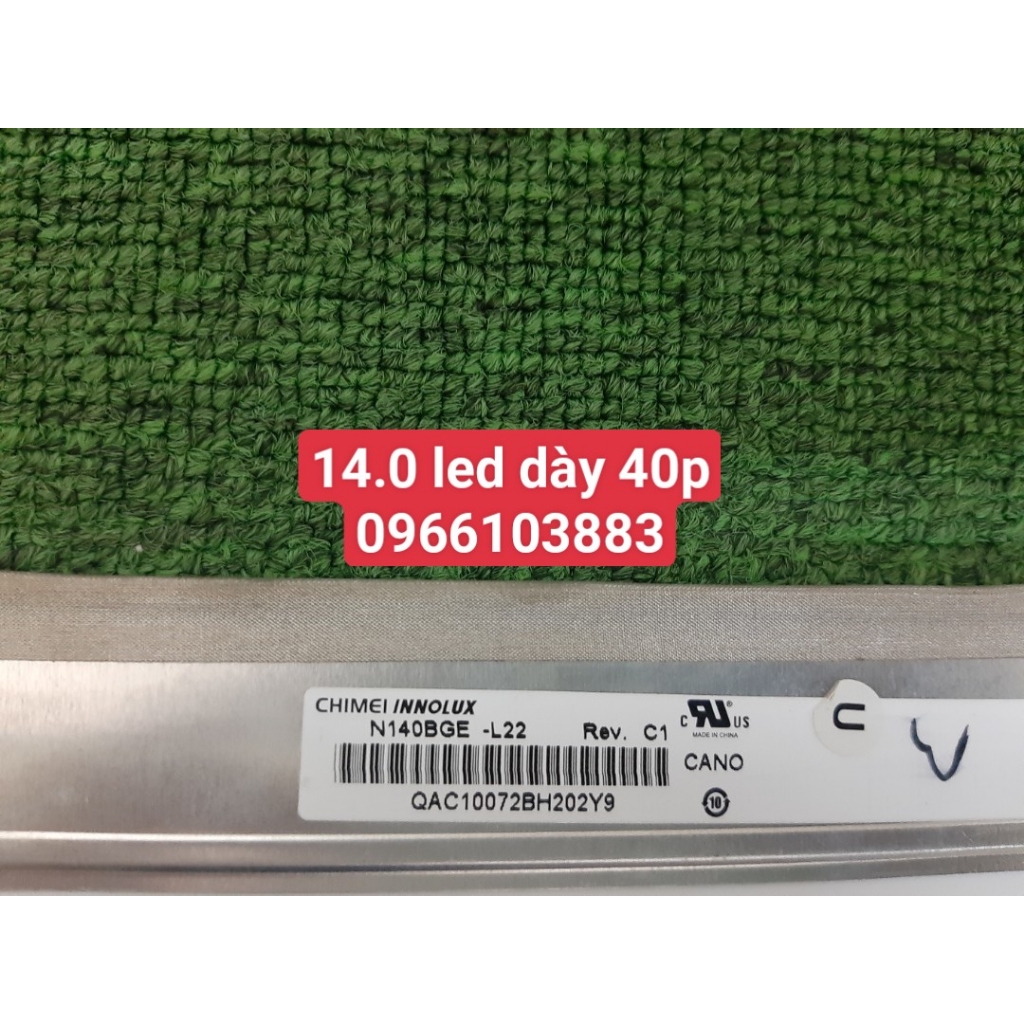 14.0 led dày 40p
0966103883
CHIMEI INNOLUX
N140BGE -L22 Rev. C1
c RU® US
MADE IN CHINA
CANO
QAC10072BH202Y9
10
C